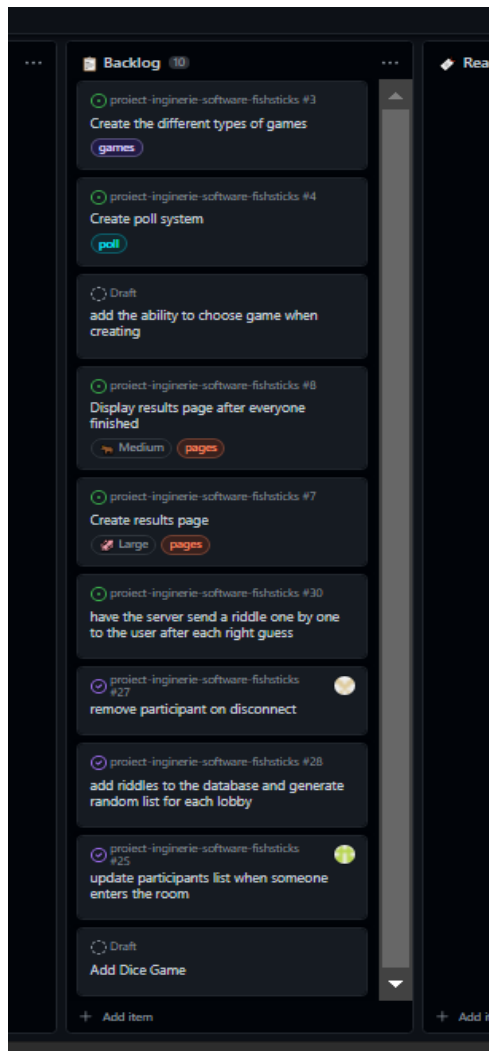 Backlog 10
Rea
proiect-inginerie-software-fishsticks #3
Create the different types of games
games
proiect-inginerie-software-fishsticks #4
Create poll system
poll
Draft
add the ability to choose game when
creating
proiect-inginerie-software-fishsticks #8
Display results page after everyone
finished
Medium pages
proiect-inginerie-software-fishsticks #7
Create results page
Large pages
proiect-inginerie-software-fishsticks #30
have the server send a riddle one by one
to the user after each right guess
proiect-inginerie-software-fishsticks
#27
remove participant on disconnect
proiect-inginerie-software-fishsticks #28
add riddles to the database and generate
random list for each lobby
proiect-inginerie-software-fishsticks
#25
update participants list when someone
enters the room
Draft
Add Dice Game
+ Add item
+ Add i